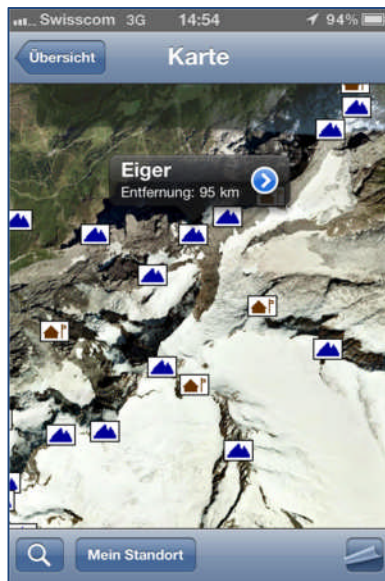 Swisscom 3G 14:54 94%
Übersicht Karte
Eiger
Entfernung: 95 km
Mein Standort